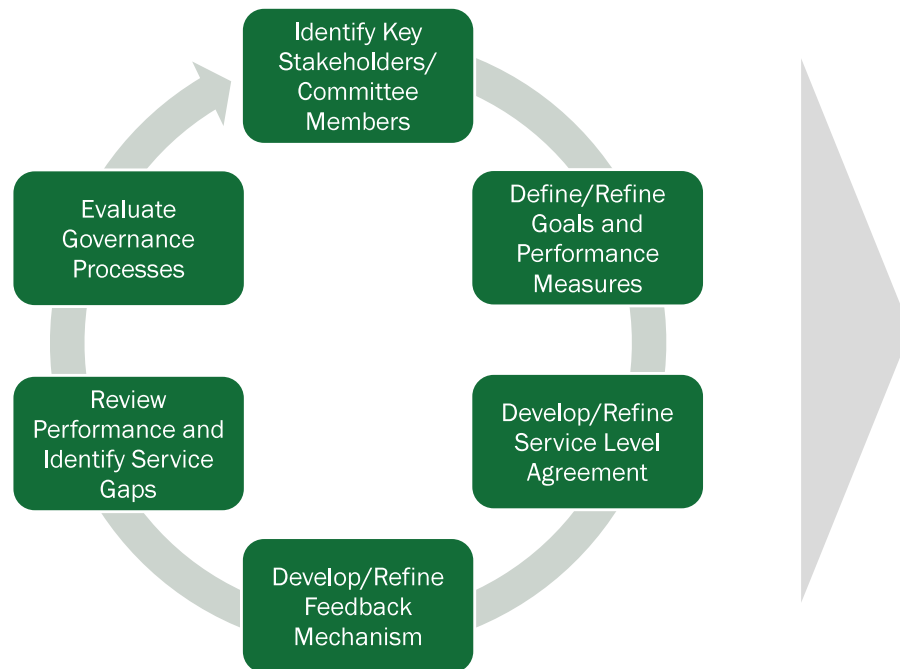 Identify Key
Stakeholders/
Committee
Members
Define/Refine
Goals and
Performance
Measures
Develop/Refine
Service Level
Agreement
Develop/Refine
Feedback
Mechanism
Review
Performance and
Identify Service
Gaps
Evaluate
Governance
Processes